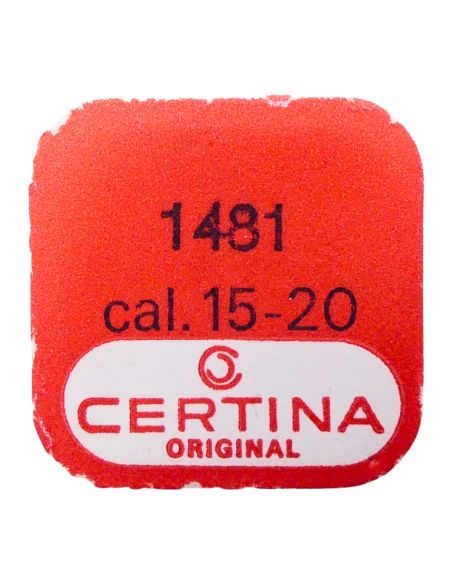 1481
cal. 15-20
CERTINA
ORIGINAL